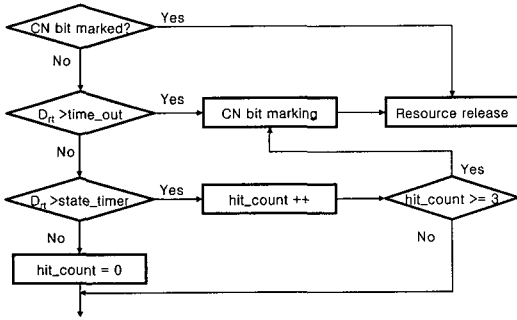 CN bit marked?
Yes
No
D_rt >time_out
Yes
CN bit marking
Resource release
No
Yes
D_rt >state_timer
Yes
hit_count ++
hit_count >= 3
No
No
hit_count = 0